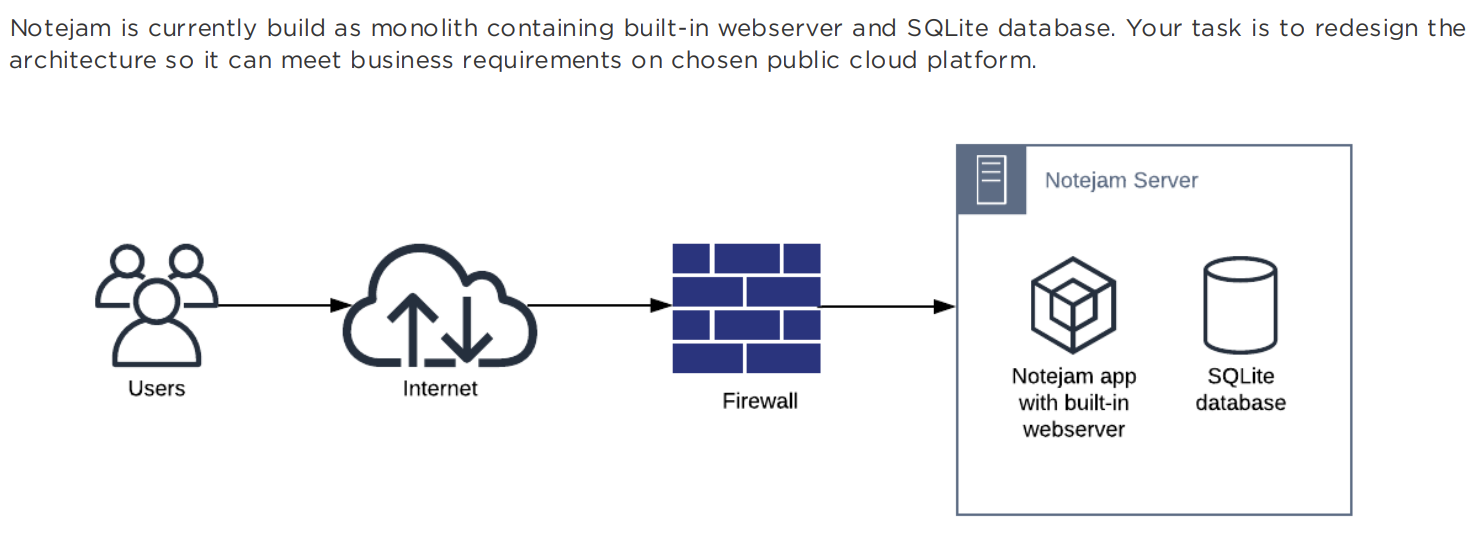 Notejam is currently build as monolith containing built-in webserver and SQLite database. Your task is to redesign the
architecture so it can meet business requirements on chosen public cloud platform.
Notejam Server
Users
Internet
Firewall
Notejam app
with built-in
webserver
SQLite
database